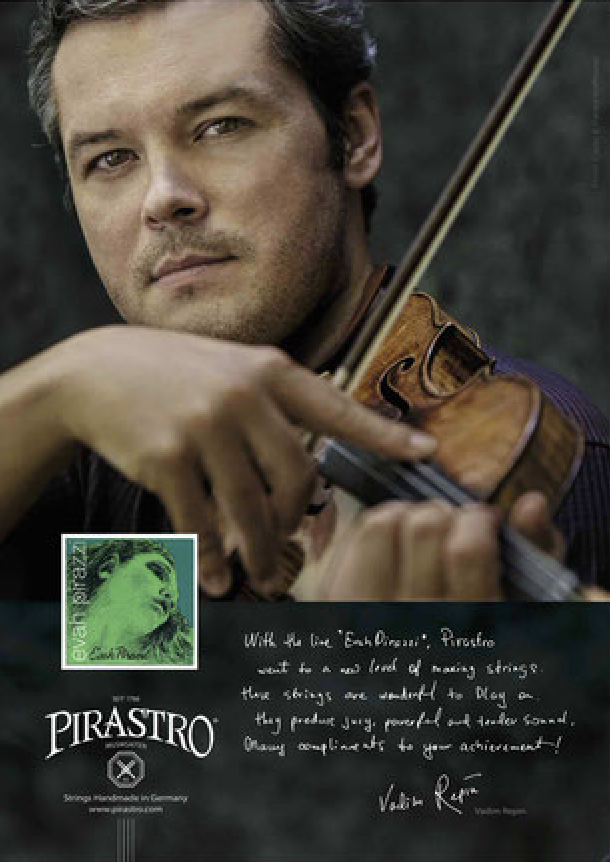 With the line "Evah Pirazzi", Pirastro
went to a new level of making strings.
these strings are wonderful to play on.
they produce juicy, powerful and tender sound.
Many compliments to your achievement!
Vadim Repin
Vadim Repin
evah pirazzi
Evah Pirazzi
PIRASTRO
Strings Handmade in Germany
www.pirastro.com